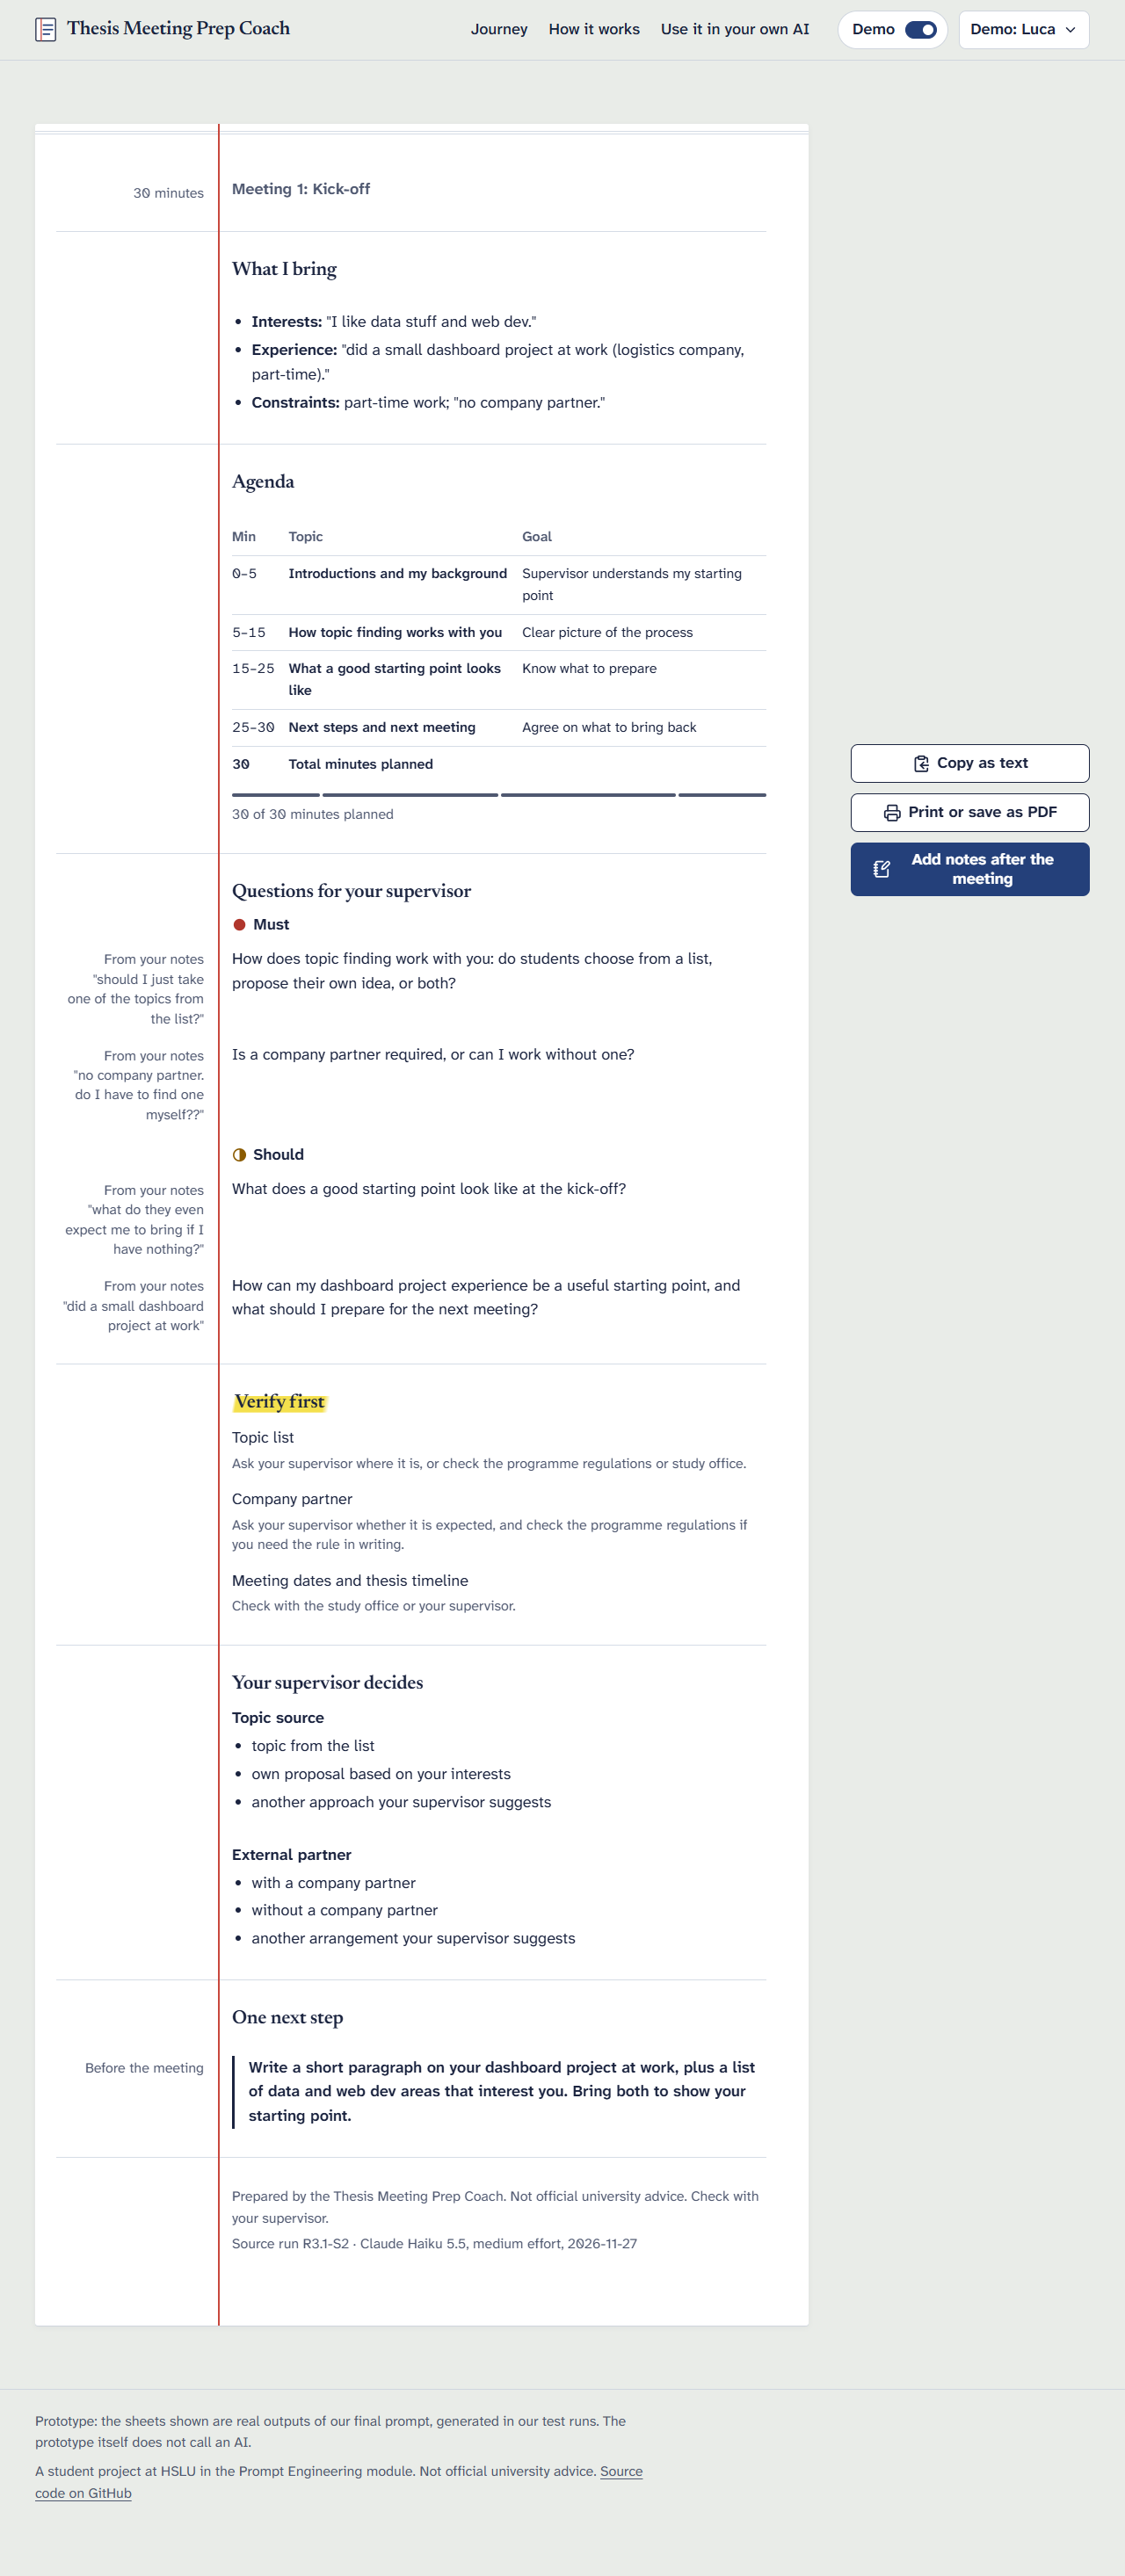 Thesis Meeting Prep Coach
Journey
How it works
Use it in your own AI
Demo
Demo: Luca
30 minutes
Meeting 1: Kick-off
What I bring
• Interests: "I like data stuff and web dev."
• Experience: "did a small dashboard project at work (logistics company,
part-time)."
• Constraints: part-time work; "no company partner."
Agenda
Min Topic Goal
0–5 Introductions and my background Supervisor understands my starting
point
5–15 How topic finding works with you Clear picture of the process
15–25 What a good starting point looks Know what to prepare
like
25–30 Next steps and next meeting Agree on what to bring back
30 Total minutes planned
30 of 30 minutes planned
Copy as text
Print or save as PDF
Add notes after the
meeting
Questions for your supervisor
Must
From your notes
"should I just take
one of the topics from
the list?"
How does topic finding work with you: do students choose from a list,
propose their own idea, or both?
From your notes
"no company partner.
do I have to find one
myself??"
Is a company partner required, or can I work without one?
Should
From your notes
"what do they even
expect me to bring if I
have nothing?"
What does a good starting point look like at the kick-off?
From your notes
"did a small dashboard
project at work"
How can my dashboard project experience be a useful starting point, and
what should I prepare for the next meeting?
Verify first
Topic list
Ask your supervisor where it is, or check the programme regulations or study office.
Company partner
Ask your supervisor whether it is expected, and check the programme regulations if
you need the rule in writing.
Meeting dates and thesis timeline
Check with the study office or your supervisor.
Your supervisor decides
Topic source
• topic from the list
• own proposal based on your interests
• another approach your supervisor suggests
External partner
• with a company partner
• without a company partner
• another arrangement your supervisor suggests
One next step
Before the meeting
Write a short paragraph on your dashboard project at work, plus a list
of data and web dev areas that interest you. Bring both to show your
starting point.
Prepared by the Thesis Meeting Prep Coach. Not official university advice. Check with
your supervisor.
Source run R3.1-S2 · Claude Haiku 5.5, medium effort, 2026-11-27
Prototype: the sheets shown are real outputs of our final prompt, generated in our test runs. The
prototype itself does not call an AI.
A student project at HSLU in the Prompt Engineering module. Not official university advice. Source
code on GitHub